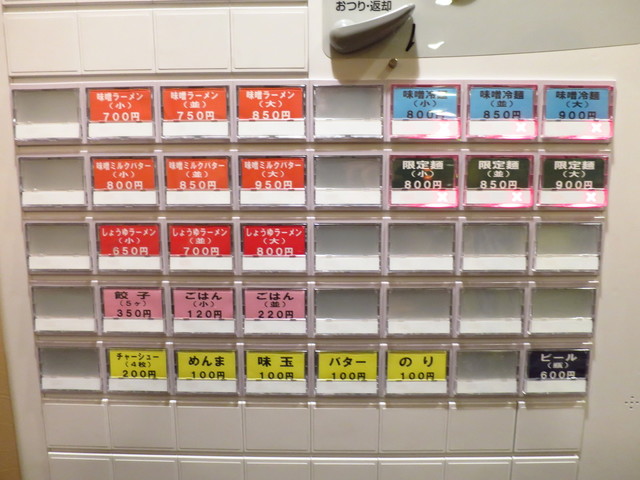 おつり・返却
味噌ラーメン
(小)
700円
味噌ラーメン
(並)
750円
味噌ラーメン
(大)
850円
味噌冷麺
(小)
800円
味噌冷麺
(並)
850円
味噌冷麺
(大)
900円
味噌ミルクバター
(小)
800円
味噌ミルクバター
(並)
850円
味噌ミルクバター
(大)
950円
限定麺
(小)
800円
限定麺
(並)
850円
限定麺
(大)
900円
しょうゆラーメン
(小)
650円
しょうゆラーメン
(並)
700円
しょうゆラーメン
(大)
800円
餃子
(5ヶ)
350円
ごはん
(小)
120円
ごはん
(並)
220円
チャーシュー
(4枚)
200円
めんま
100円
味玉
100円
バター
100円
のり
100円
ビール
(瓶)
600円